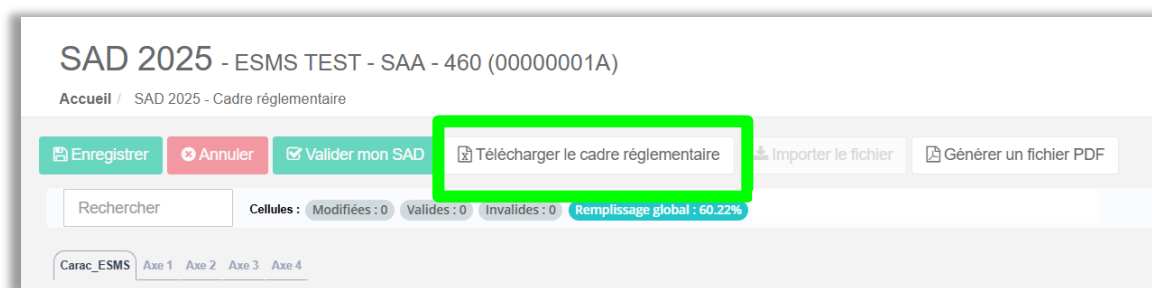 SAD 2025 - ESMS TEST - SAA - 460 (00000001A)
Accueil / SAD 2025 - Cadre réglementaire
Enregistrer Annuler Valider mon SAD Télécharger le cadre réglementaire Importer le fichier Générer un fichier PDF
Rechercher Cellules : Modifiées : 0 Valides : 0 Invalides : 0 Remplissage global : 60.22%
Carac_ESMS Axe 1 Axe 2 Axe 3 Axe 4